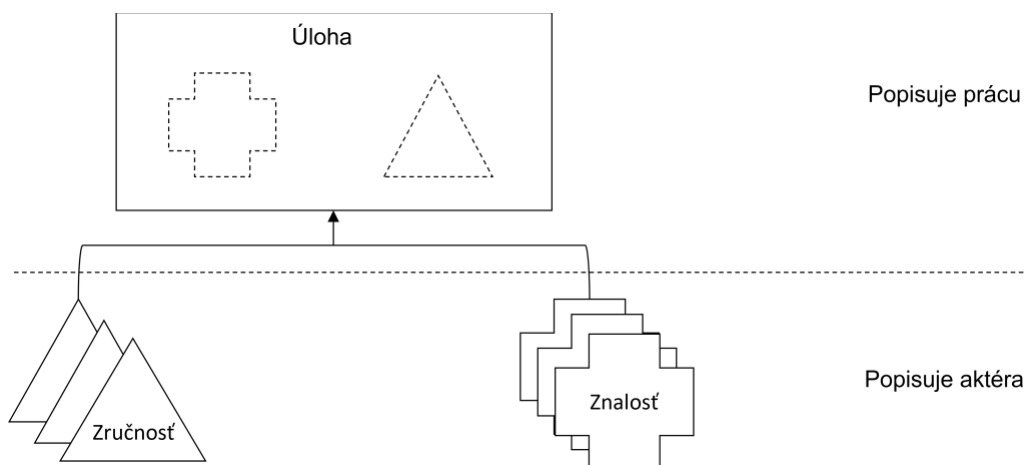 Úloha
Popisuje prácu
Popisuje aktéra
Zručnosť
Znalosť